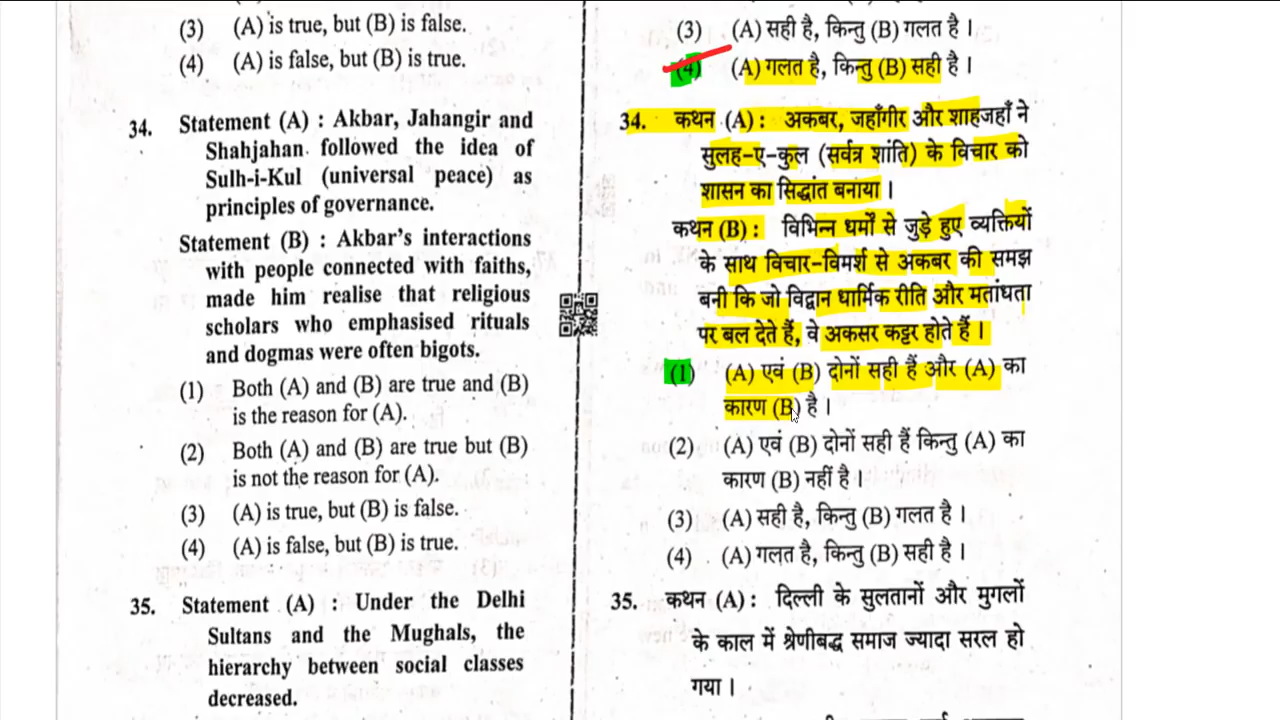 (3) (A) is true, but (B) is false.
(4) (A) is false, but (B) is true.
34. Statement (A) : Akbar, Jahangir and
Shahjahan followed the idea of
Sulh-i-Kul (universal peace) as
principles of governance.
Statement (B) : Akbar's interactions
with people connected with faiths,
made him realise that religious
scholars who emphasised rituals
and dogmas were often bigots.
(1) Both (A) and (B) are true and (B)
is the reason for (A).
(2) Both (A) and (B) are true but (B)
is not the reason for (A).
(3) (A) is true, but (B) is false.
(4) (A) is false, but (B) is true.
35. Statement (A) : Under the Delhi
Sultans and the Mughals, the
hierarchy between social classes
decreased.
(3) (A) सही है, किन्तु (B) गलत है ।
(4) (A) गलत है, किन्तु (B) सही है ।
34. कथन (A) : अकबर, जहाँगीर और शाहजहाँ ने
सुलह-ए-कुल (सर्वत्र शांति) के विचार को
शासन का सिद्धांत बनाया ।
कथन (B) : विभिन्न धर्मों से जुड़े हुए व्यक्तियों
के साथ विचार-विमर्श से अकबर की समझ
बनी कि जो विद्वान धार्मिक रीति और मतांधता
पर बल देते हैं, वे अकसर कट्टर होते हैं ।
(1) (A) एवं (B) दोनों सही हैं और (A) का
कारण (B) है ।
(2) (A) एवं (B) दोनों सही हैं किन्तु (A) का
कारण (B) नहीं है ।
(3) (A) सही है, किन्तु (B) गलत है ।
(4) (A) गलत है, किन्तु (B) सही है ।
35. कथन (A) : दिल्ली के सुलतानों और मुगलों
के काल में श्रेणीबद्ध समाज ज्यादा सरल हो
गया ।